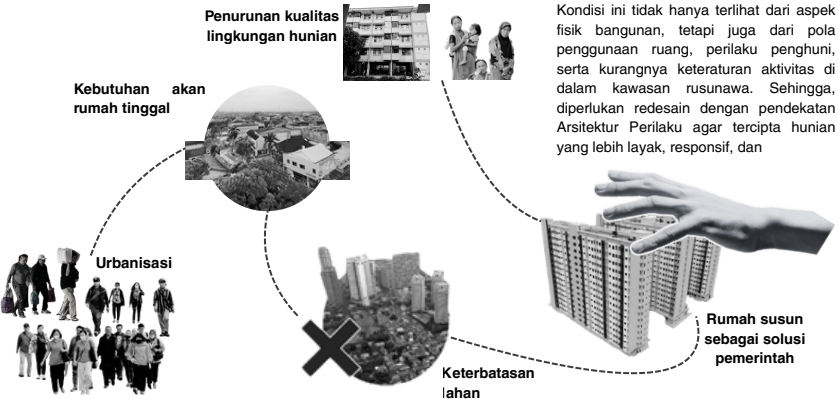 Penurunan kualitas
lingkungan hunian
Kondisi ini tidak hanya terlihat dari aspek
fisik bangunan, tetapi juga dari pola
penggunaan ruang, perilaku penghuni,
serta kurangnya keteraturan aktivitas di
dalam kawasan rusunawa. Sehingga,
diperlukan redesain dengan pendekatan
Arsitektur Perilaku agar tercipta hunian
yang lebih layak, responsif, dan
Kebutuhan akan
rumah tinggal
Urbanisasi
Rumah susun
sebagai solusi
pemerintah
Keterbatasan
lahan